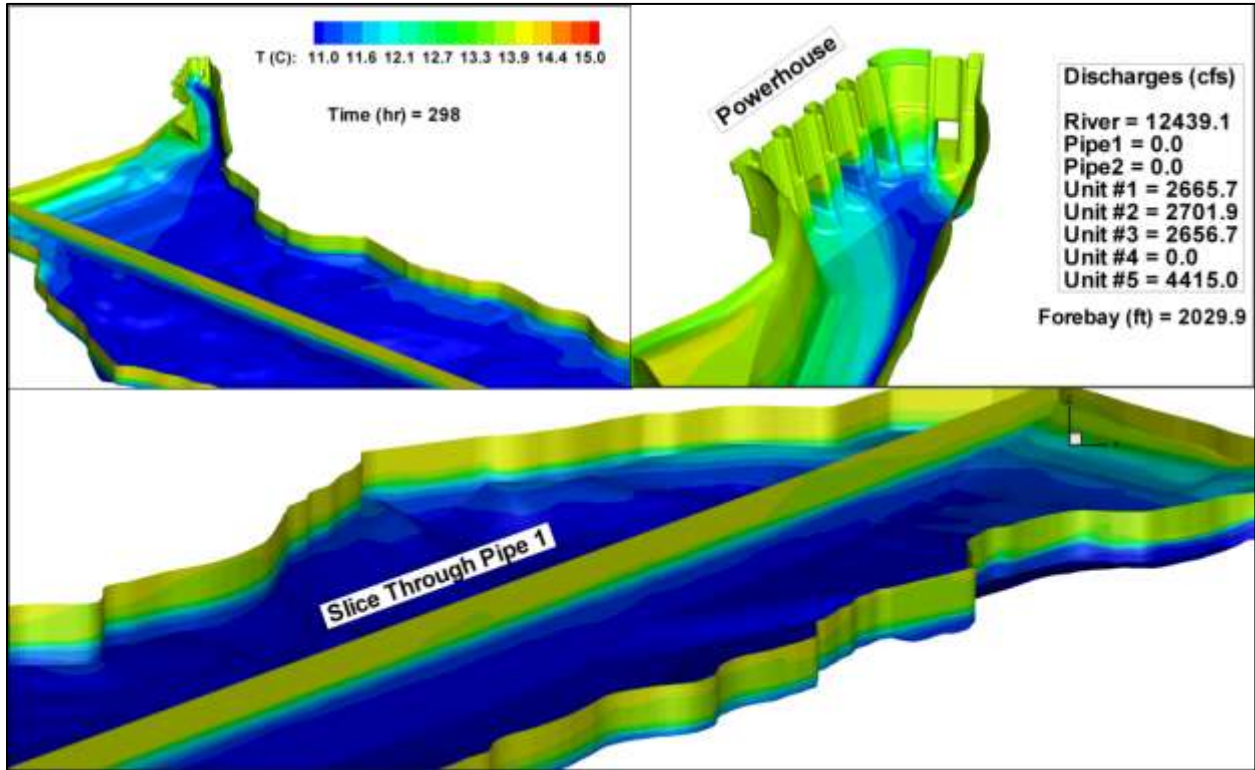 T (C): 11.0 11.6 12.1 12.7 13.3 13.9 14.4 15.0
Time (hr) = 298
Powerhouse
Discharges (cfs)
River = 12439.1
Pipe1 = 0.0
Pipe2 = 0.0
Unit #1 = 2665.7
Unit #2 = 2701.9
Unit #3 = 2656.7
Unit #4 = 0.0
Unit #5 = 4415.0
Forebay (ft) = 2029.9
Slice Through Pipe 1